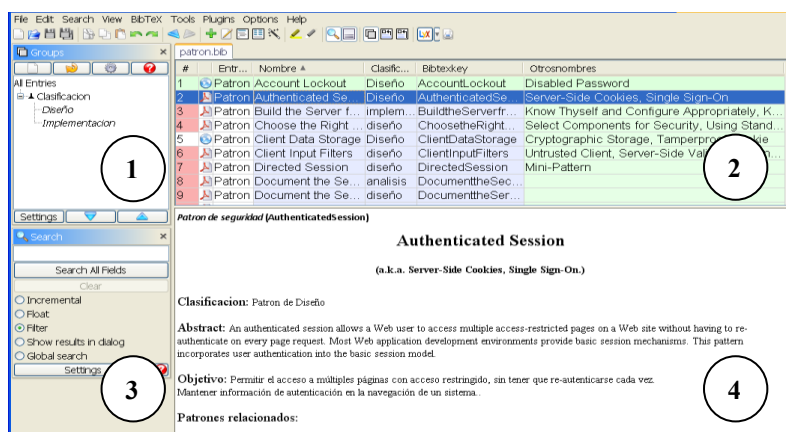 File Edit Search View BibTeX Tools Plugins Options Help
Groups
All Entries
Clasificacion
Diseño
Implementacion
1
Settings
Search
Search All Fields
Clear
Incremental
Float
Filter
Show results in dialog
Global search
Settings
3
patron.bib
# Entr... Nombre Clasific... Bibtexkey Otrosnombres
1 Patron Account Lockout Diseño AccountLockout Disabled Password
2 Patron Authenticated Se... Diseño AuthenticatedSe... Server-Side Cookies, Single Sign-On
3 Patron Build the Server f... implem... BuildtheServerfr... Know Thyself and Configure Appropriately, K...
4 Patron Choose the Right ... diseño ChoosetheRight... Select Components for Security, Using Stand...
5 Patron Client Data Storage Diseño ClientDataStorage Cryptographic Storage, Tamperpro
6 Patron Client Input Filters diseño ClientInputFilters Untrusted Client, Server-Side
7 Patron Directed Session diseño DirectedSession Mini-Pattern
8 Patron Document the Se... analisis DocumenttheSec...
9 Patron Document the Se... diseño DocumenttheSer...
2
Patron de seguridad (AuthenticatedSession)
Authenticated Session
(a.k.a. Server-Side Cookies, Single Sign-On.)
Clasificacion: Patron de Diseño
Abstract: An authenticated session allows a Web user to access multiple access-restricted pages on a Web site without having to re-
authenticate on every page request. Most Web application development environments provide basic session mechanisms. This pattern
incorporates user authentication into the basic session model.
Objetivo: Permitir el acceso a múltiples páginas con acceso restringido, sin tener que re-autenticarse cada vez.
Mantener información de autenticación en la navegación de un sistema..
Patrones relacionados:
4